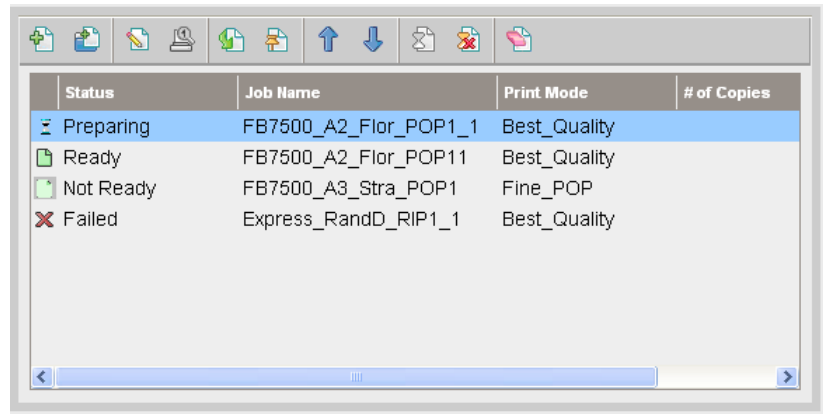 Status Job Name Print Mode # of Copies
Preparing FB7500_A2_Flor_POP1_1 Best_Quality
Ready FB7500_A2_Flor_POP11 Best_Quality
Not Ready FB7500_A3_Stra_POP1 Fine_POP
Failed Express_RandD_RIP1_1 Best_Quality